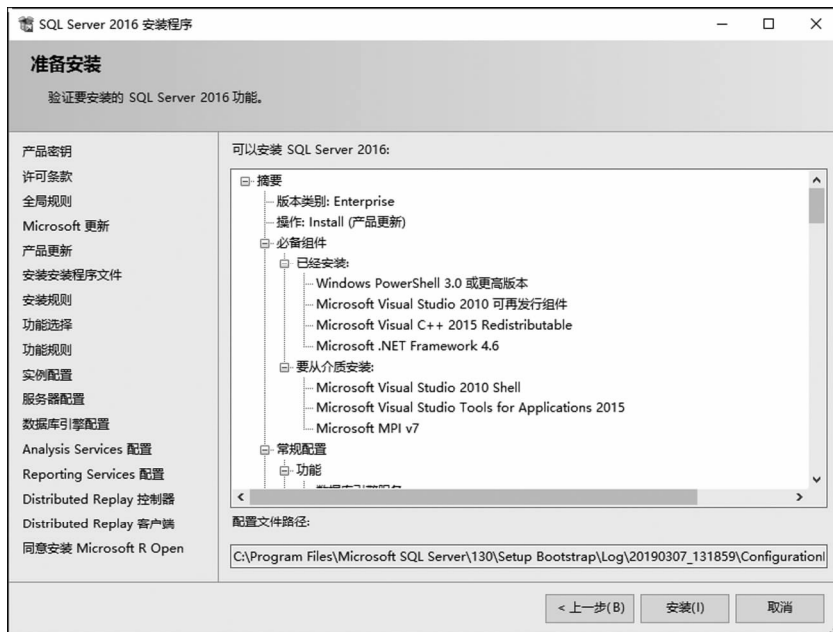 SQL Server 2016 安装程序
准备安装
验证要安装的 SQL Server 2016 功能。
产品密钥
许可条款
全局规则
Microsoft 更新
产品更新
安装安装程序文件
安装规则
功能选择
功能规则
实例配置
服务器配置
数据库引擎配置
Analysis Services 配置
Reporting Services 配置
Distributed Replay 控制器
Distributed Replay 客户端
同意安装 Microsoft R Open
可以安装 SQL Server 2016:
摘要
版本类别: Enterprise
操作: Install (产品更新)
必备组件
已经安装:
Windows PowerShell 3.0 或更高版本
Microsoft Visual Studio 2010 可再发行组件
Microsoft Visual C++ 2015 Redistributable
Microsoft .NET Framework 4.6
要从介质安装:
Microsoft Visual Studio 2010 Shell
Microsoft Visual Studio Tools for Applications 2015
Microsoft MPI v7
常规配置
功能
配置文件路径:
C:\Program Files\Microsoft SQL Server\130\Setup Bootstrap\Log\20190307_131859\Configuration
< 上一步(B)
安装(I)
取消